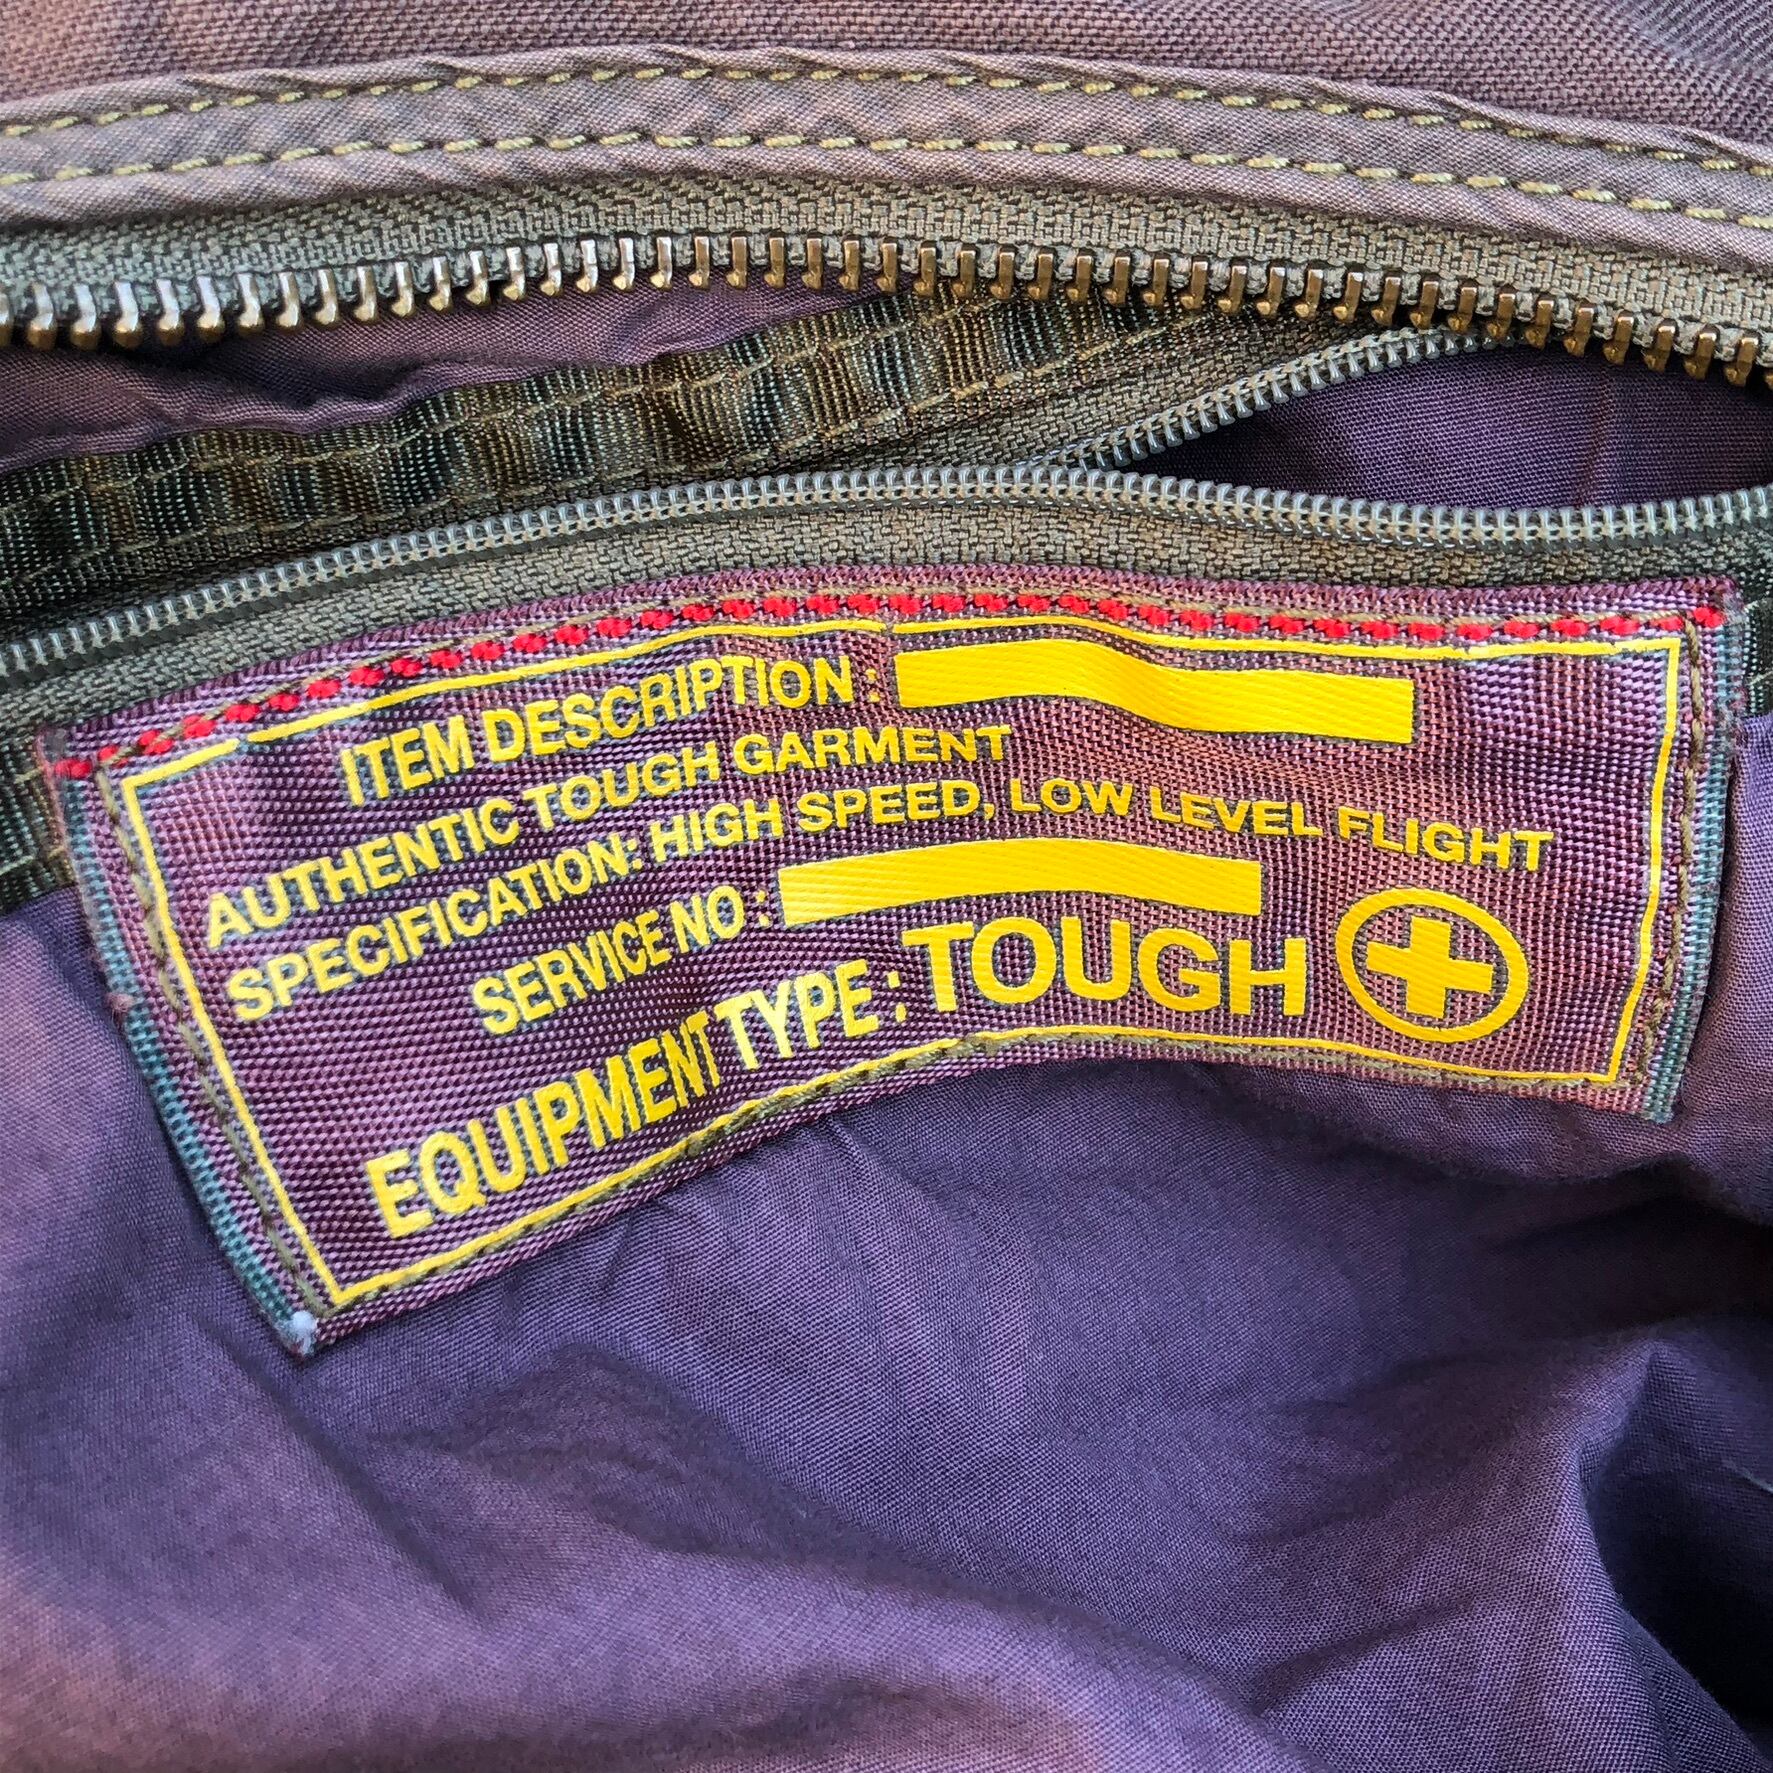 ITEM DESCRIPTION :
AUTHENTIC TOUGH GARMENT
SPECIFICATION: HIGH SPEED, LOW LEVEL FLIGHT
SERVICE NO :
EQUIPMENT TYPE : TOUGH